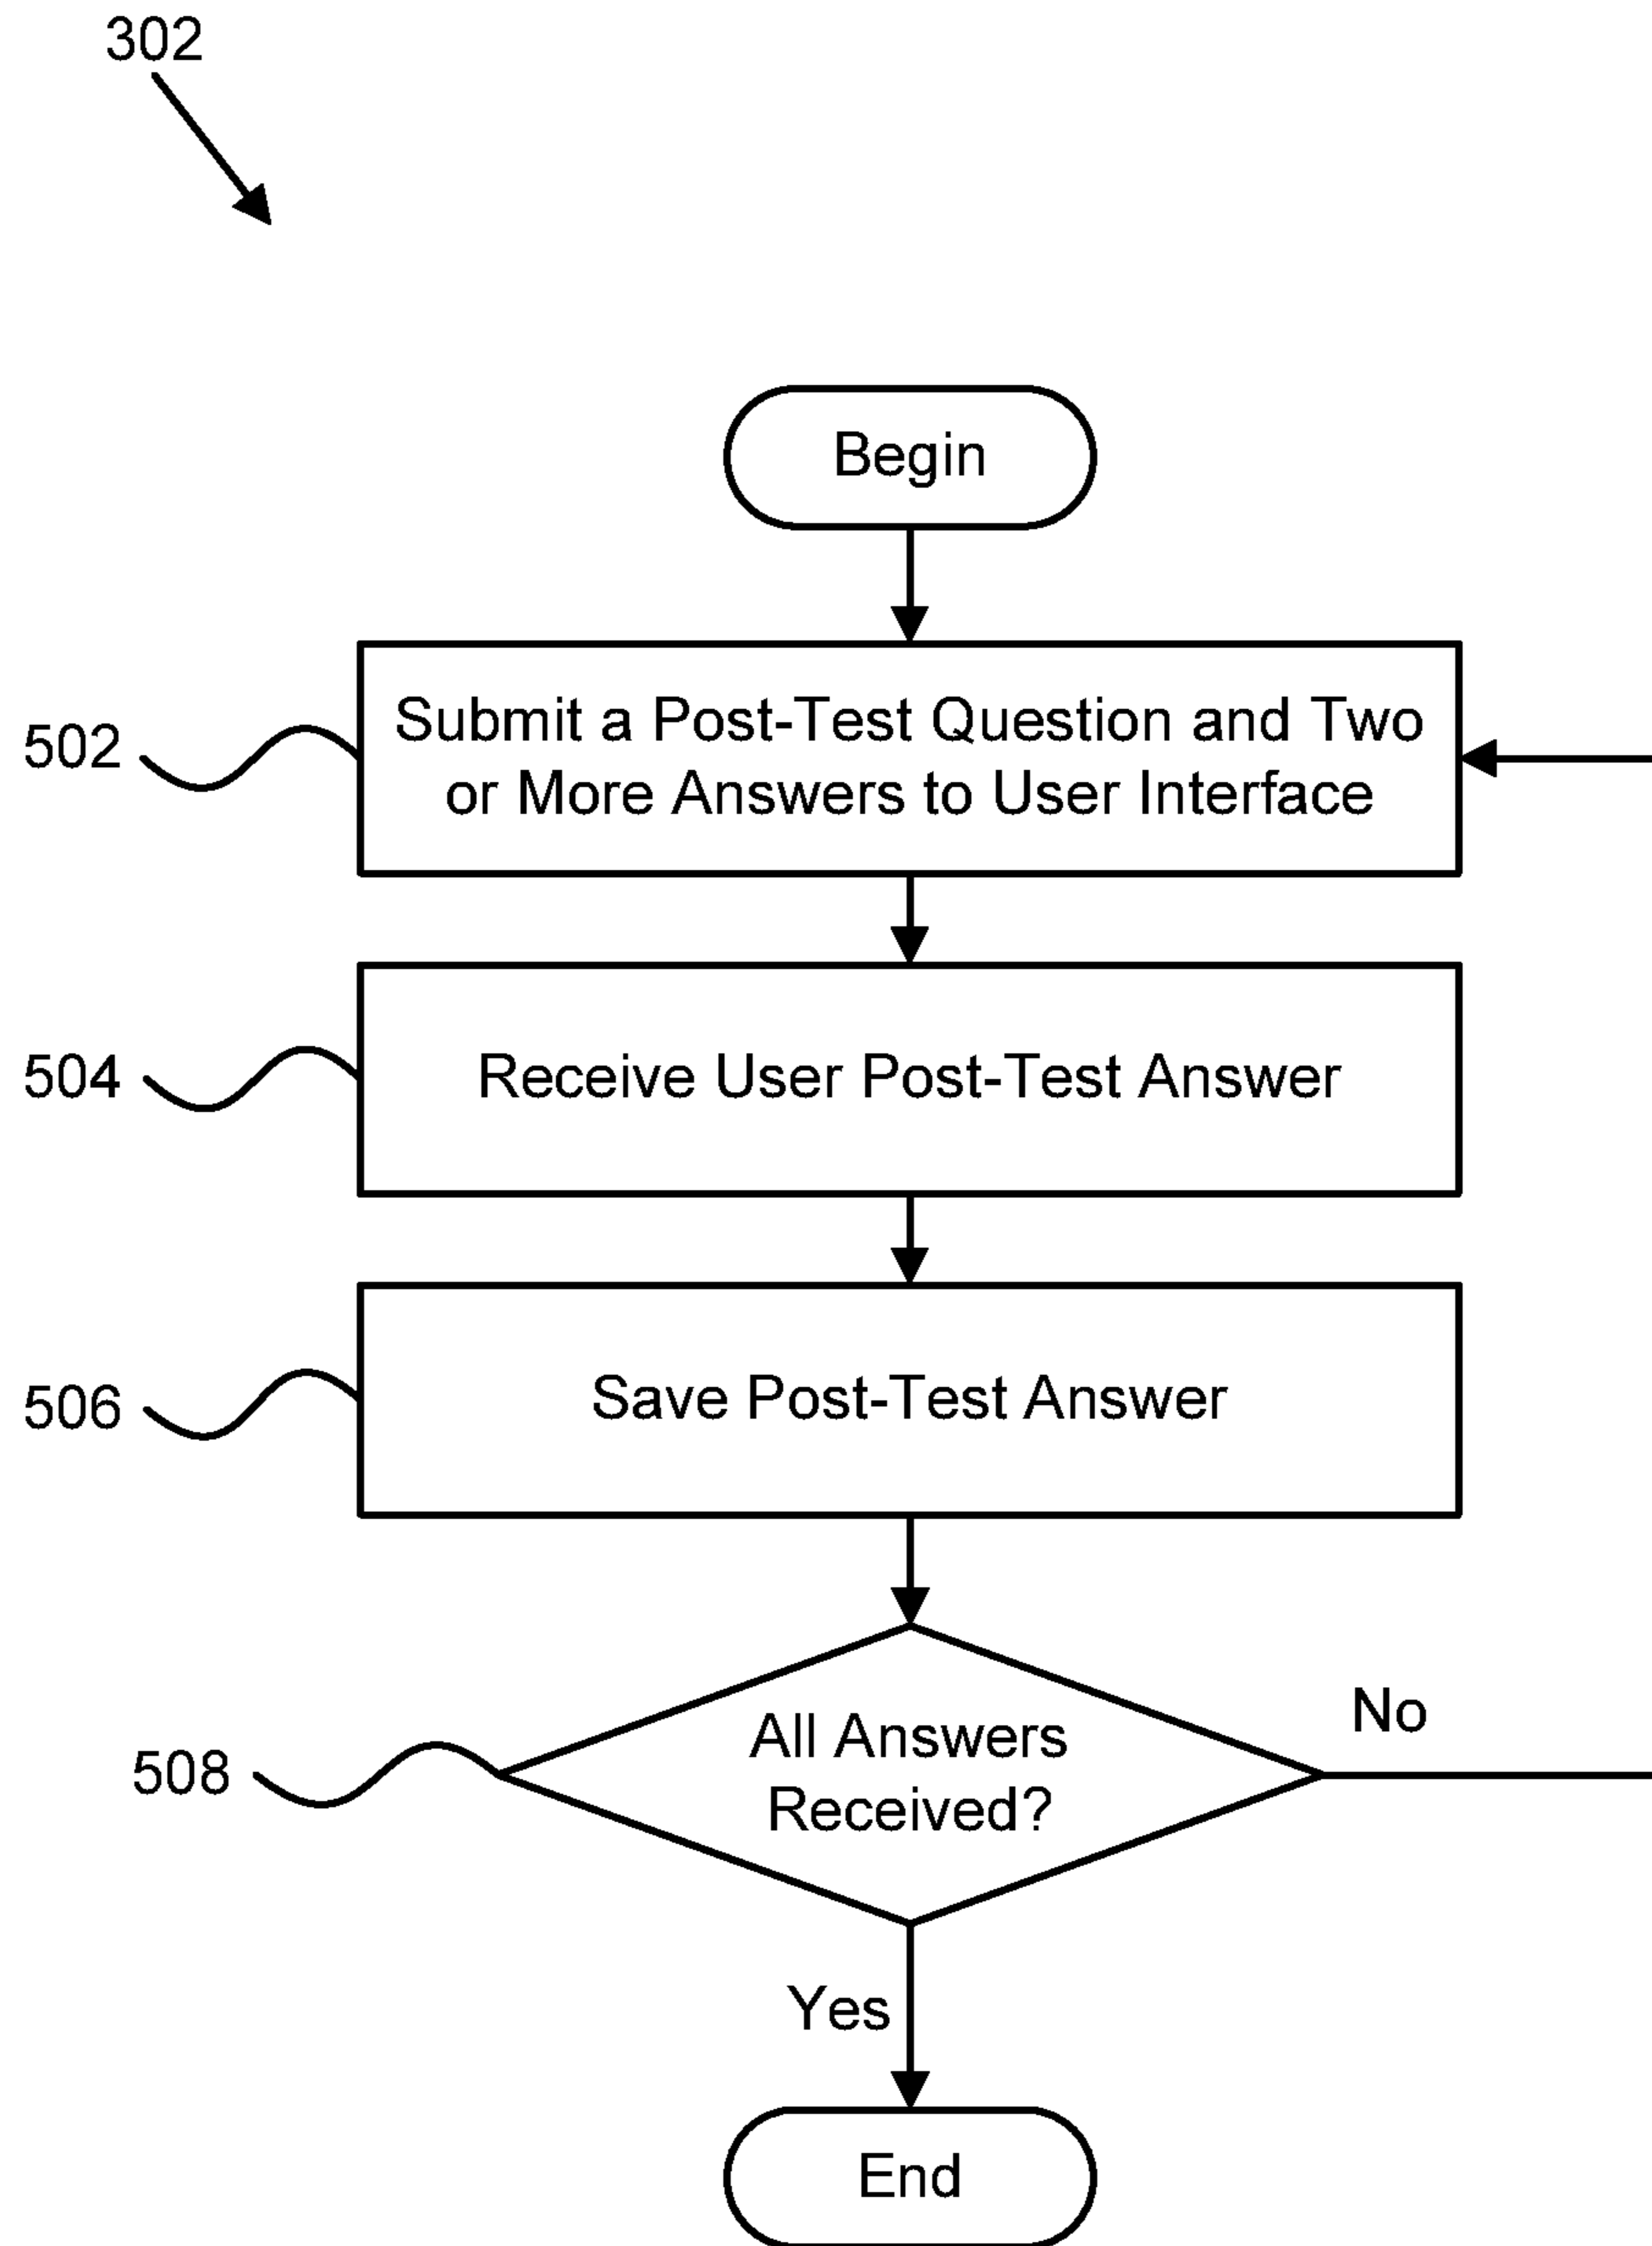 302
Begin
502
Submit a Post-Test Question and Two
or More Answers to User Interface
504
Receive User Post-Test Answer
506
Save Post-Test Answer
508
All Answers
Received?
No
Yes
End